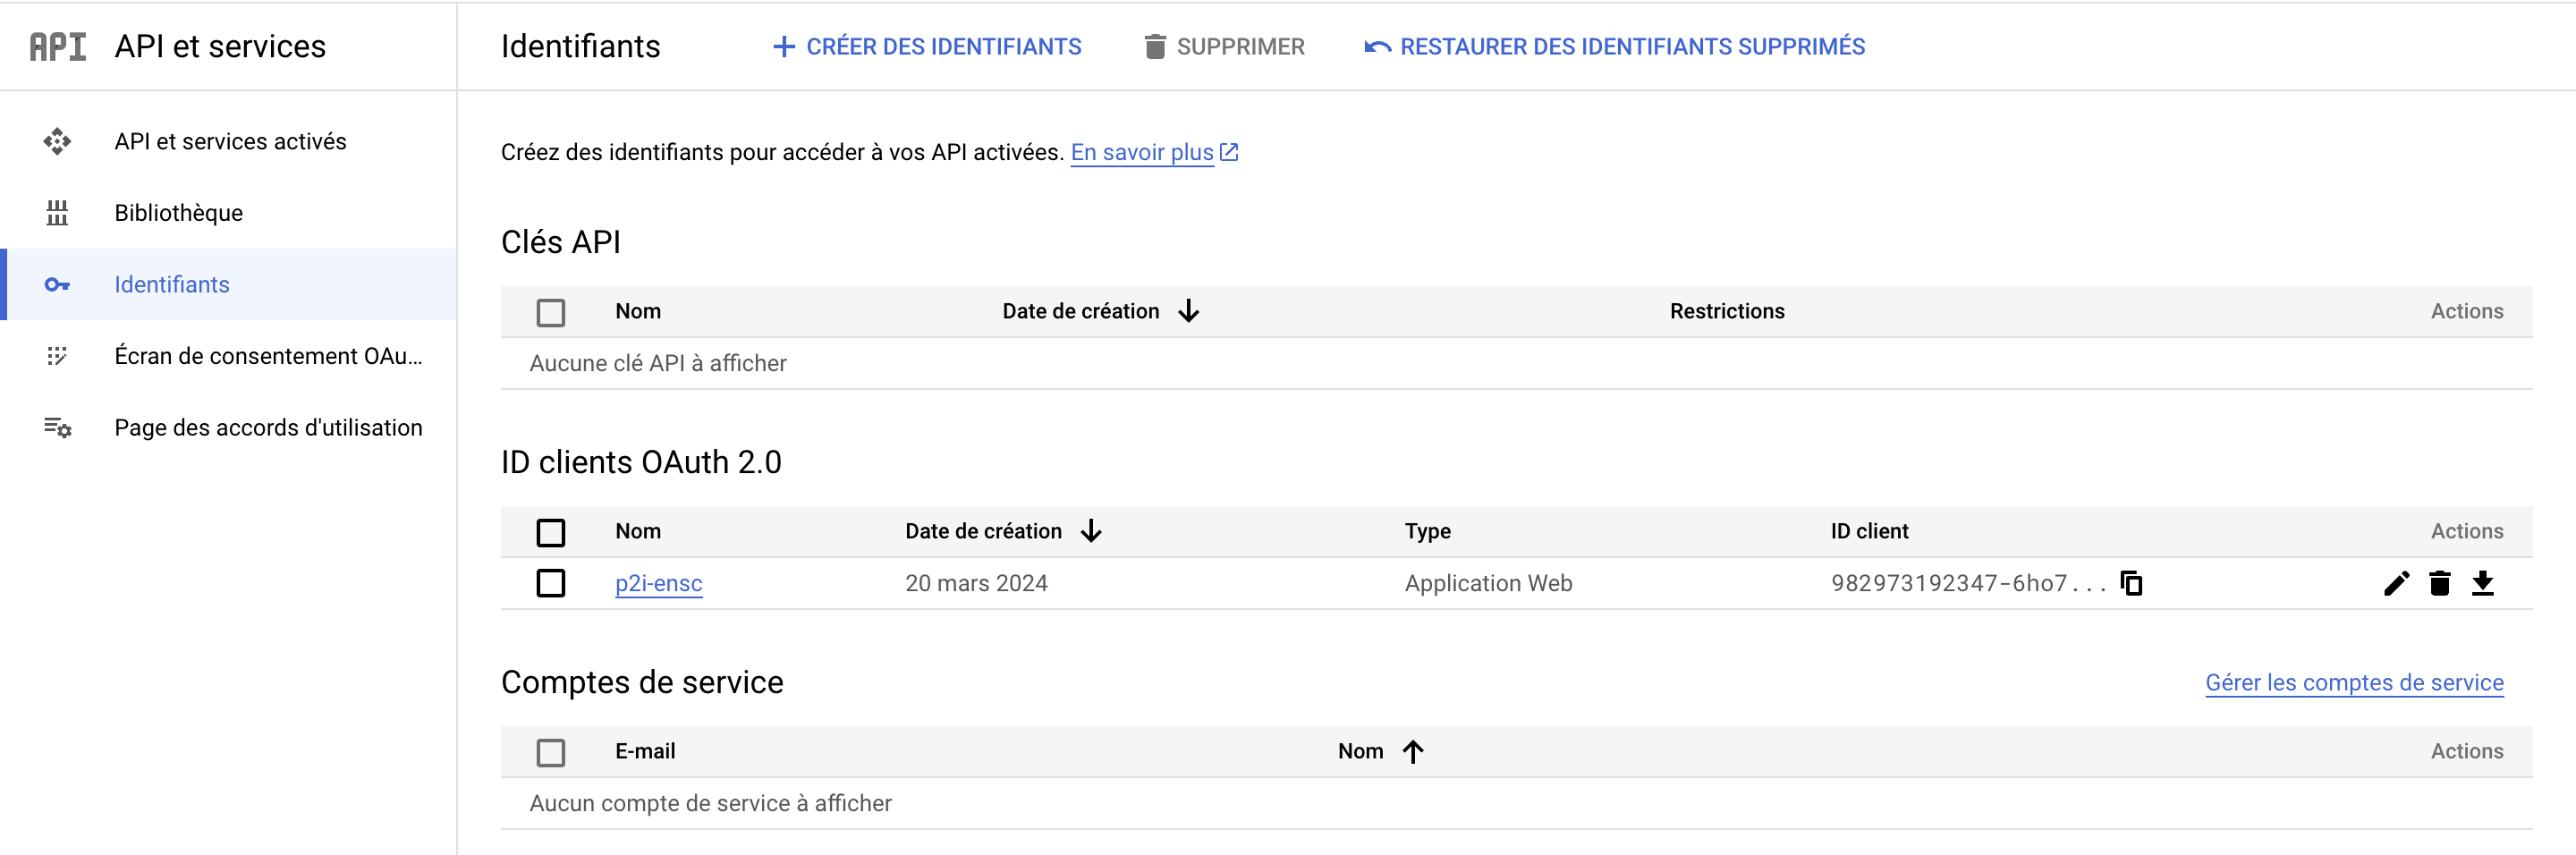 API API et services
Identifiants
CRÉER DES IDENTIFIANTS
SUPPRIMER
RESTAURER DES IDENTIFIANTS SUPPRIMÉS
API et services activés
Bibliothèque
Identifiants
Écran de consentement OAu...
Page des accords d'utilisation
Créez des identifiants pour accéder à vos API activées. En savoir plus
Clés API
Nom Date de création Restrictions Actions
Aucune clé API à afficher
ID clients OAuth 2.0
Nom Date de création Type ID client Actions
p2i-ensc 20 mars 2024 Application Web 982973192347-6ho7...
Comptes de service
Gérer les comptes de service
E-mail Nom Actions
Aucun compte de service à afficher